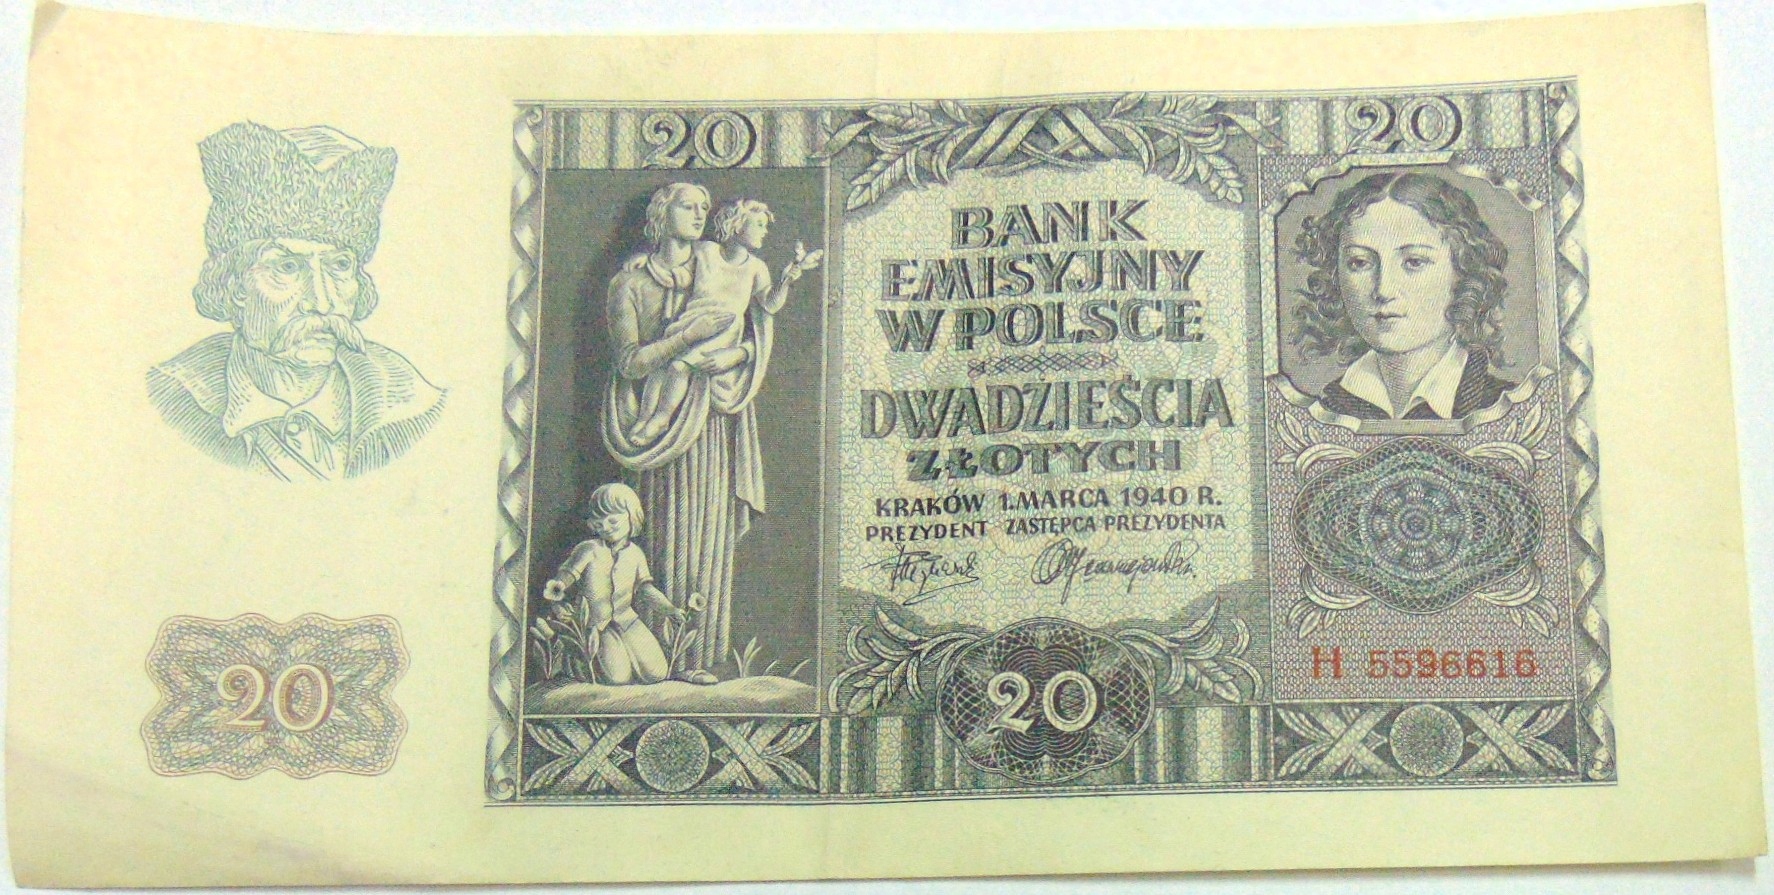 20
20
BANK
EMISYJNY
W POLSCE
DWADZIEŚCIA
ZŁOTYCH
KRAKÓW 1. MARCA 1940 R.
PREZYDENT ZASTĘPCA PREZYDENTA
H 5596616
20
20